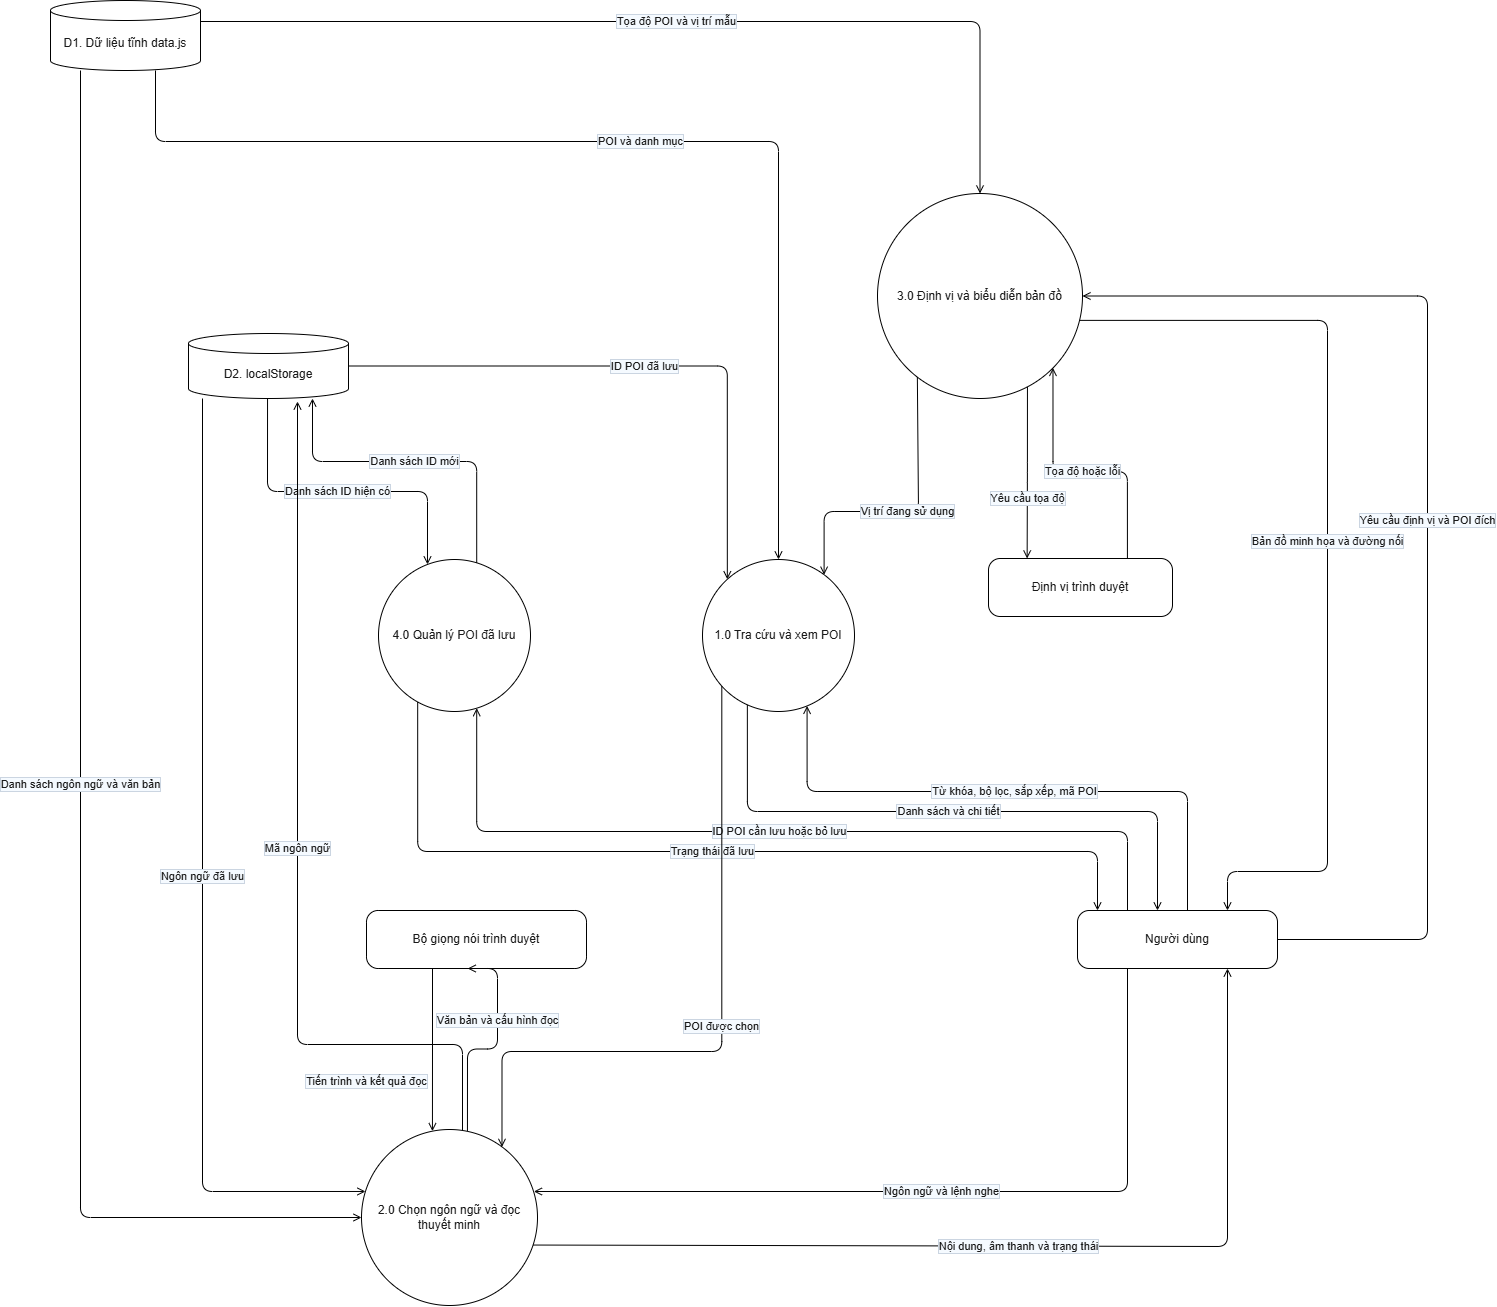 Tọa độ POI và vị trí mẫu
D1. Dữ liệu tĩnh data.js
POI và danh mục
3.0 Định vị và biểu diễn bản đồ
D2. localStorage
ID POI đã lưu
Danh sách ID mới
Tọa độ hoặc lỗi
Danh sách ID hiện có
Yêu cầu tọa độ
Vị trí đang sử dụng
Yêu cầu định vị và POI đích
Bản đồ minh họa và đường nối
Định vị trình duyệt
4.0 Quản lý POI đã lưu
1.0 Tra cứu và xem POI
Danh sách ngôn ngữ và văn bản
Từ khóa, bộ lọc, sắp xếp, mã POI
Danh sách và chi tiết
ID POI cần lưu hoặc bỏ lưu
Mã ngôn ngữ
Trạng thái đã lưu
Ngôn ngữ đã lưu
Bộ giọng nói trình duyệt
Người dùng
Văn bản và cấu hình đọc
POI được chọn
Tiến trình và kết quả đọc
Ngôn ngữ và lệnh nghe
2.0 Chọn ngôn ngữ và đọc
thuyết minh
Nội dung, âm thanh và trạng thái